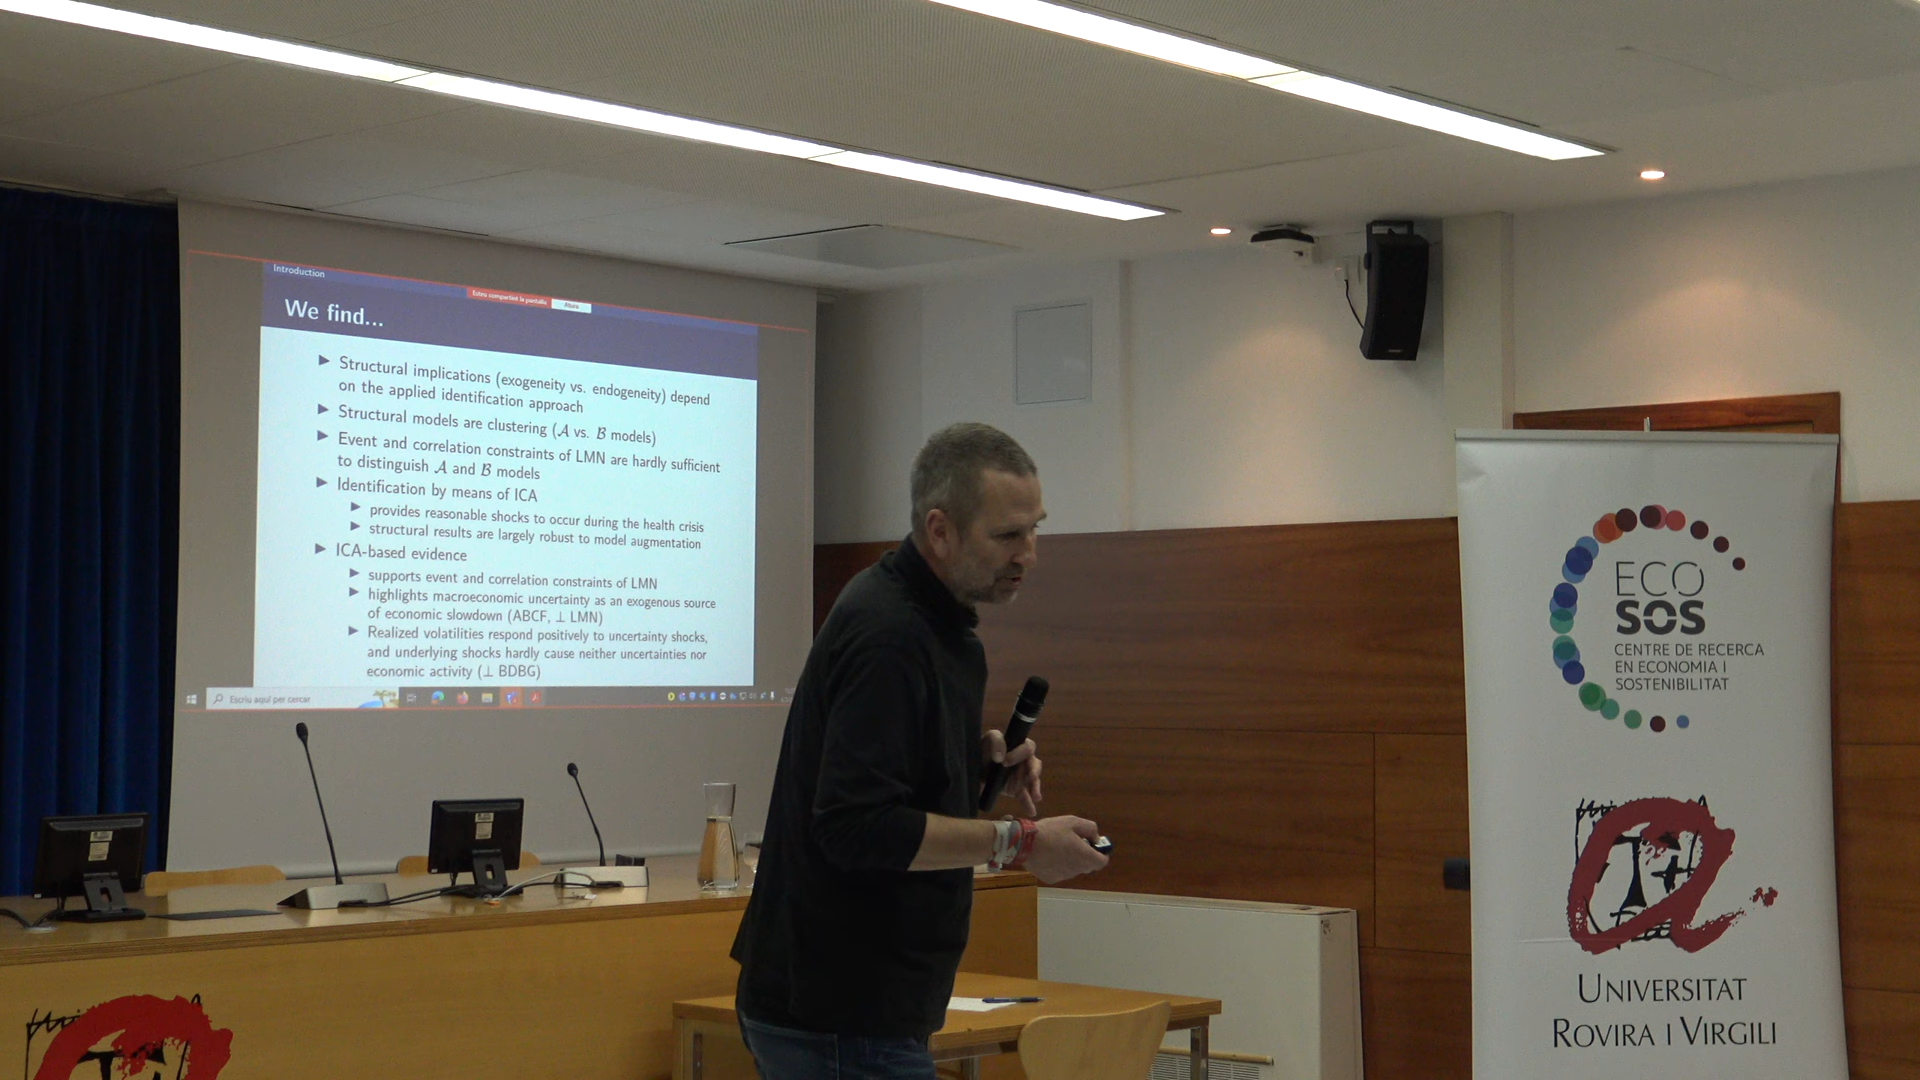 Introduction
Esteu compartint la pantalla
Atura
We find...
▶ Structural implications (exogeneity vs. endogeneity) depend
on the applied identification approach
▶ Structural models are clustering (𝒜 vs. ℬ models)
▶ Event and correlation constraints of LMN are hardly sufficient
to distinguish 𝒜 and ℬ models
▶ Identification by means of ICA
▶ provides reasonable shocks to occur during the health crisis
▶ structural results are largely robust to model augmentation
▶ ICA-based evidence
▶ supports event and correlation constraints of LMN
▶ highlights macroeconomic uncertainty as an exogenous source
of economic slowdown (ABCF, ⊥ LMN)
▶ Realized volatilities respond positively to uncertainty shocks,
and underlying shocks hardly cause neither uncertainties nor
economic activity (⊥ BDBG)
Escriu aquí per cercar
ECO
SOS
CENTRE DE RECERCA
EN ECONOMIA I
SOSTENIBILITAT
UNIVERSITAT
ROVIRA I VIRGILI